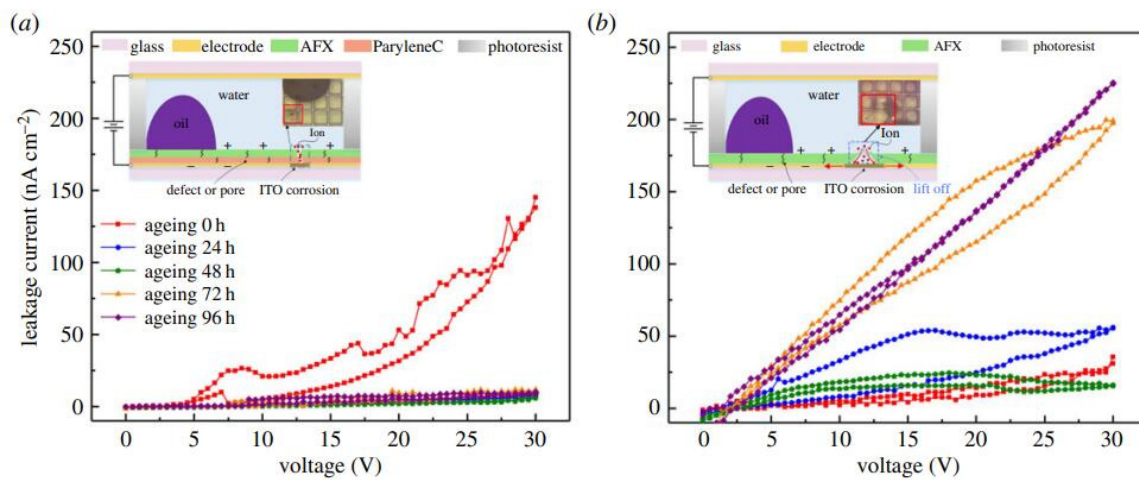 (a)
250
200
150
100
50
0
leakage current (nA cm−2)
glass electrode AFX ParyleneC photoresist
water
oil
Ion
+ + +
− − −
defect or pore ITO corrosion
ageing 0 h
ageing 24 h
ageing 48 h
ageing 72 h
ageing 96 h
0 5 10 15 20 25 30
voltage (V)
(b)
250
200
150
100
50
0
glass electrode AFX photoresist
water
oil
Ion
+ + +
− − −
defect or pore ITO corrosion lift off
0 5 10 15 20 25 30
voltage (V)